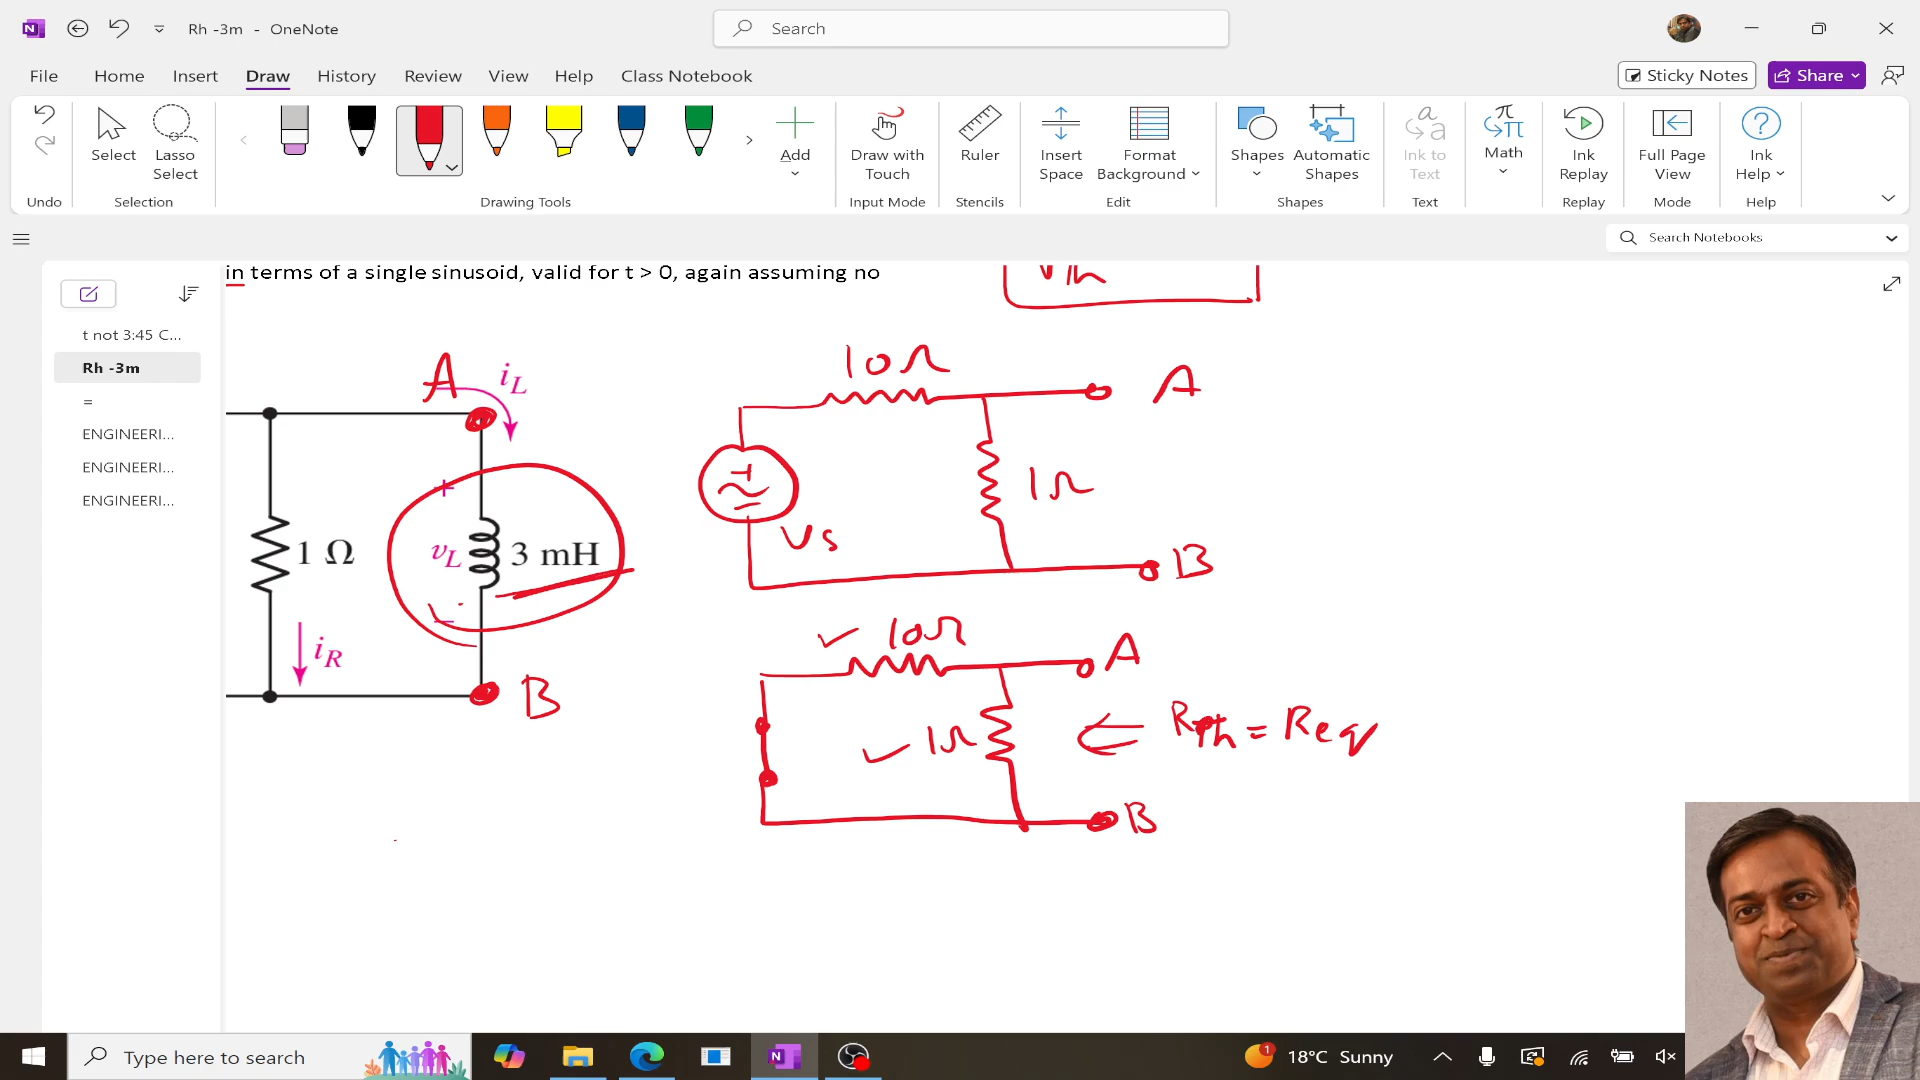 Rh -3m - OneNote
Search
File Home Insert Draw History Review View Help Class Notebook
Sticky Notes
Share
Select
Lasso Select
Add
Draw with Touch
Ruler
Insert Space
Format Background
Shapes
Automatic Shapes
Ink to Text
Math
Ink Replay
Full Page View
Ink Help
Undo Selection Drawing Tools Input Mode Stencils Edit Shapes Text Replay Mode Help
Search Notebooks
in terms of a single sinusoid, valid for t > 0, again assuming no
Vth
t not 3:45 C...
Rh -3m
=
ENGINEERI...
ENGINEERI...
ENGINEERI...
A
iL
+
1 Ω
vL
3 mH
−
iR
B
10Ω
A
+
1Ω
Vs
B
10Ω
A
1Ω
Rth = Req
B
Type here to search
1
18°C Sunny